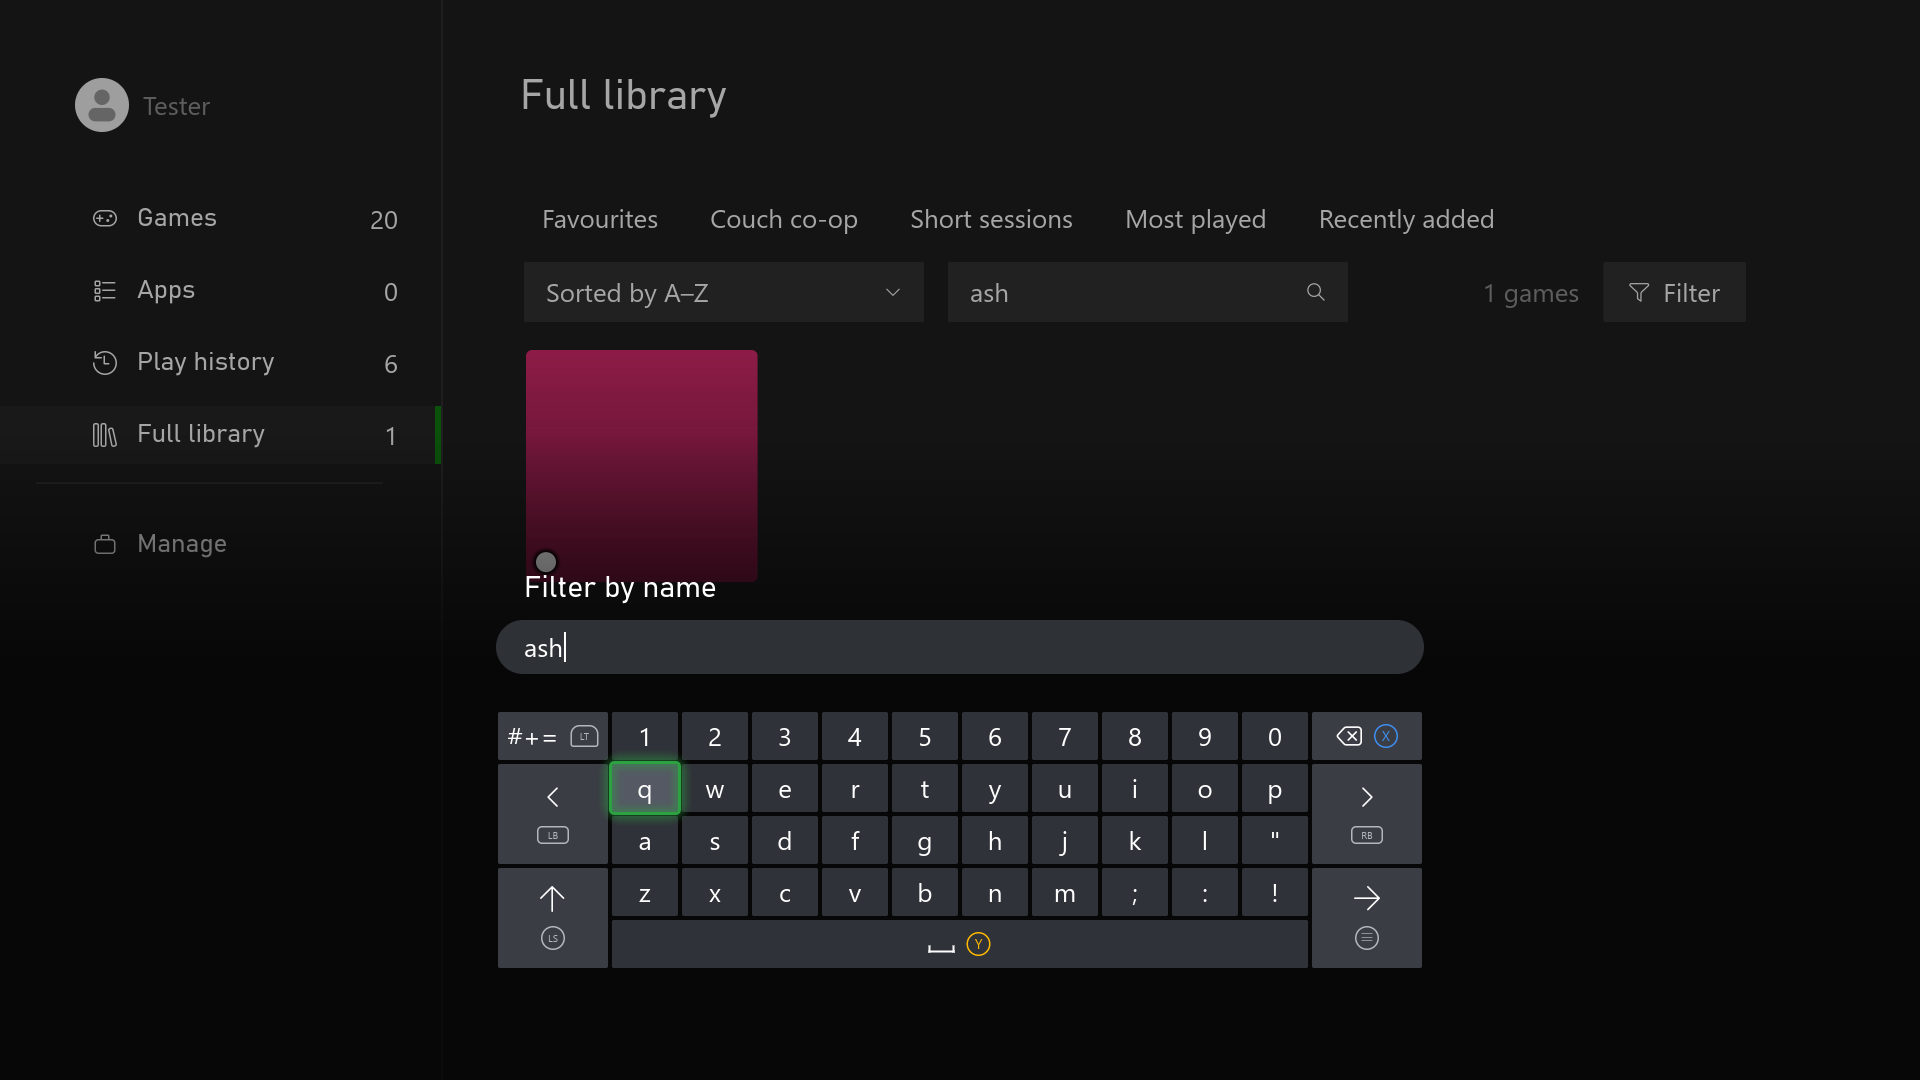 Tester
Games 20
Apps 0
Play history 6
Full library 1
Manage
Full library
Favourites Couch co-op Short sessions Most played Recently added
Sorted by A–Z ash 1 games Filter
Filter by name
ash
#+= LT 1 2 3 4 5 6 7 8 9 0 X
q w e r t y u i o p
LB RB
a s d f g h j k l "
z x c v b n m ; : !
LS
Y